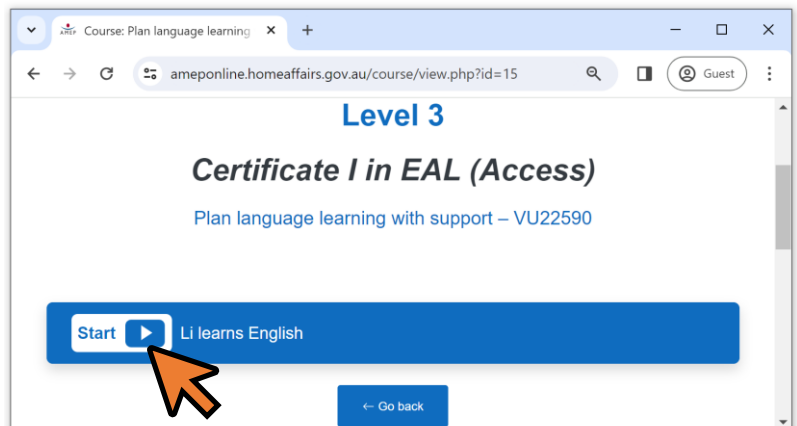 AMEP Course: Plan language learning
ameponline.homeaffairs.gov.au/course/view.php?id=15 Guest
Level 3
Certificate I in EAL (Access)
Plan language learning with support – VU22590
Start Li learns English
← Go back